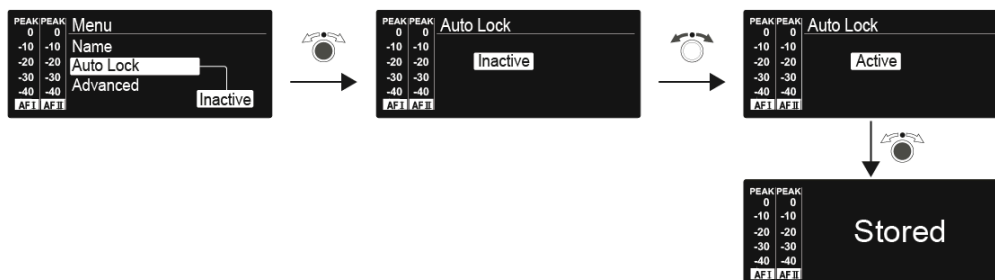 PEAK PEAK Menu
0 0
-10 -10 Name
-20 -20 Auto Lock
-30 -30 Advanced
-40 -40 Inactive
AF I AF II
PEAK PEAK Auto Lock
0 0
-10 -10
-20 -20 Inactive
-30 -30
-40 -40
AF I AF II
PEAK PEAK Auto Lock
0 0
-10 -10
-20 -20 Active
-30 -30
-40 -40
AF I AF II
PEAK PEAK
0 0
-10 -10
-20 -20 Stored
-30 -30
-40 -40
AF I AF II